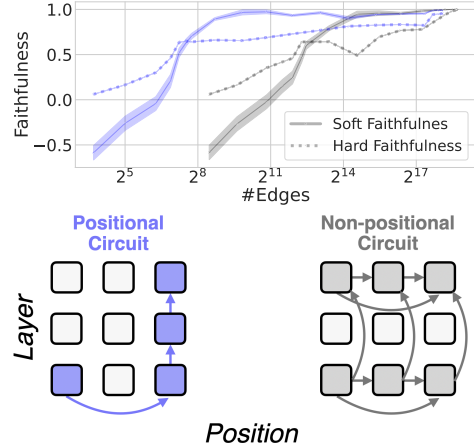 1.0
0.5
0.0
−0.5
Faithfulness
Soft Faithfulnes
Hard Faithfulness
2^5 2^8 2^11 2^14 2^17
#Edges
Positional
Circuit
Non-positional
Circuit
Layer
Position